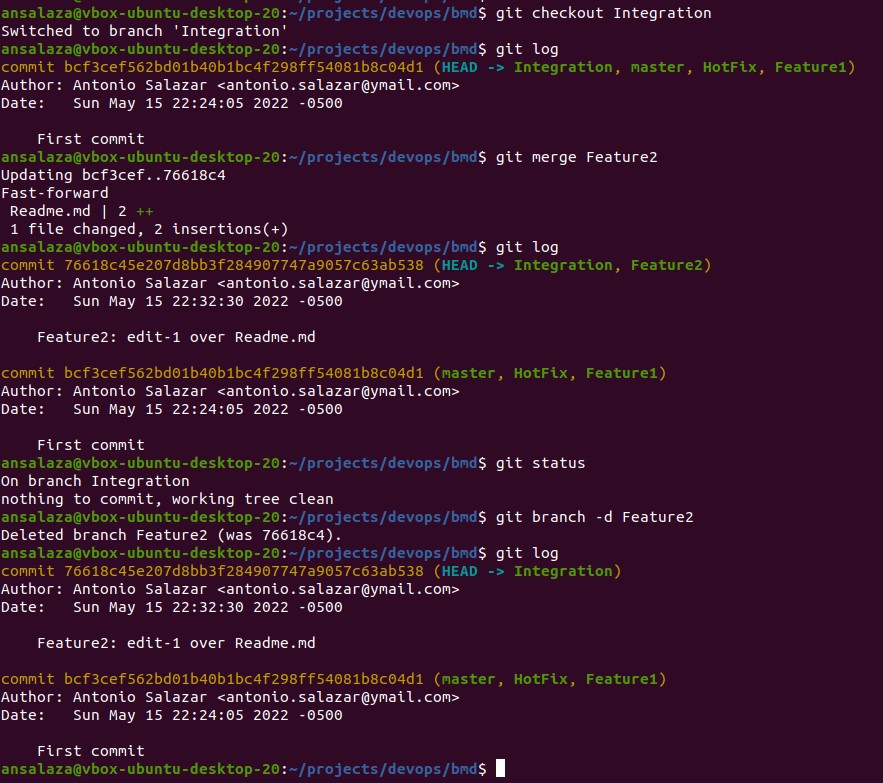 ansalaza@vbox-ubuntu-desktop-20:~/projects/devops/bmd$ git checkout Integration
Switched to branch 'Integration'
ansalaza@vbox-ubuntu-desktop-20:~/projects/devops/bmd$ git log
commit bcf3cef562bd01b40b1bc4f298ff54081b8c04d1 (HEAD -> Integration, master, HotFix, Feature1)
Author: Antonio Salazar <antonio.salazar@ymail.com>
Date:   Sun May 15 22:24:05 2022 -0500

    First commit
ansalaza@vbox-ubuntu-desktop-20:~/projects/devops/bmd$ git merge Feature2
Updating bcf3cef..76618c4
Fast-forward
 Readme.md | 2 ++
 1 file changed, 2 insertions(+)
ansalaza@vbox-ubuntu-desktop-20:~/projects/devops/bmd$ git log
commit 76618c45e207d8bb3f284907747a9057c63ab538 (HEAD -> Integration, Feature2)
Author: Antonio Salazar <antonio.salazar@ymail.com>
Date:   Sun May 15 22:32:30 2022 -0500

    Feature2: edit-1 over Readme.md

commit bcf3cef562bd01b40b1bc4f298ff54081b8c04d1 (master, HotFix, Feature1)
Author: Antonio Salazar <antonio.salazar@ymail.com>
Date:   Sun May 15 22:24:05 2022 -0500

    First commit
ansalaza@vbox-ubuntu-desktop-20:~/projects/devops/bmd$ git status
On branch Integration
nothing to commit, working tree clean
ansalaza@vbox-ubuntu-desktop-20:~/projects/devops/bmd$ git branch -d Feature2
Deleted branch Feature2 (was 76618c4).
ansalaza@vbox-ubuntu-desktop-20:~/projects/devops/bmd$ git log
commit 76618c45e207d8bb3f284907747a9057c63ab538 (HEAD -> Integration)
Author: Antonio Salazar <antonio.salazar@ymail.com>
Date:   Sun May 15 22:32:30 2022 -0500

    Feature2: edit-1 over Readme.md

commit bcf3cef562bd01b40b1bc4f298ff54081b8c04d1 (master, HotFix, Feature1)
Author: Antonio Salazar <antonio.salazar@ymail.com>
Date:   Sun May 15 22:24:05 2022 -0500

    First commit
ansalaza@vbox-ubuntu-desktop-20:~/projects/devops/bmd$